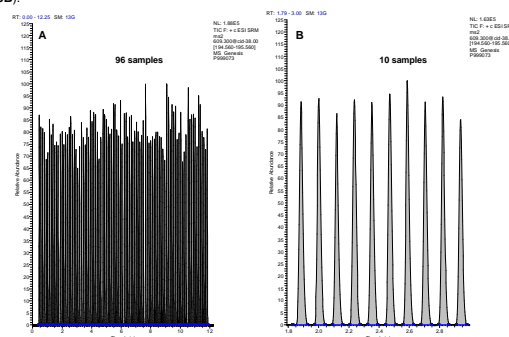 5B).
RT: 0.00 - 12.25 SM: 13G
NL: 1.88E5
TIC F: + c ESI SRM
ms2
609.300@cid-38.00
[194.560-195.560]
MS Genesis
P998073
A
96 samples
125
120
115
110
105
100
95
90
85
80
75
70
65
60
55
50
45
40
35
30
25
20
15
10
5
0
Relative Abundance
0 2 4 6 8 10 12
RT: 1.79 - 3.00 SM: 13G
NL: 1.63E5
TIC F: + c ESI SRM
ms2
[194.560-195.560]
MS Genesis
P998073
B
10 samples
125
120
115
110
105
100
95
90
85
80
75
70
65
60
55
50
45
40
35
30
25
20
15
10
5
0
Relative Abundance
1.8 2.0 2.2 2.4 2.6 2.8